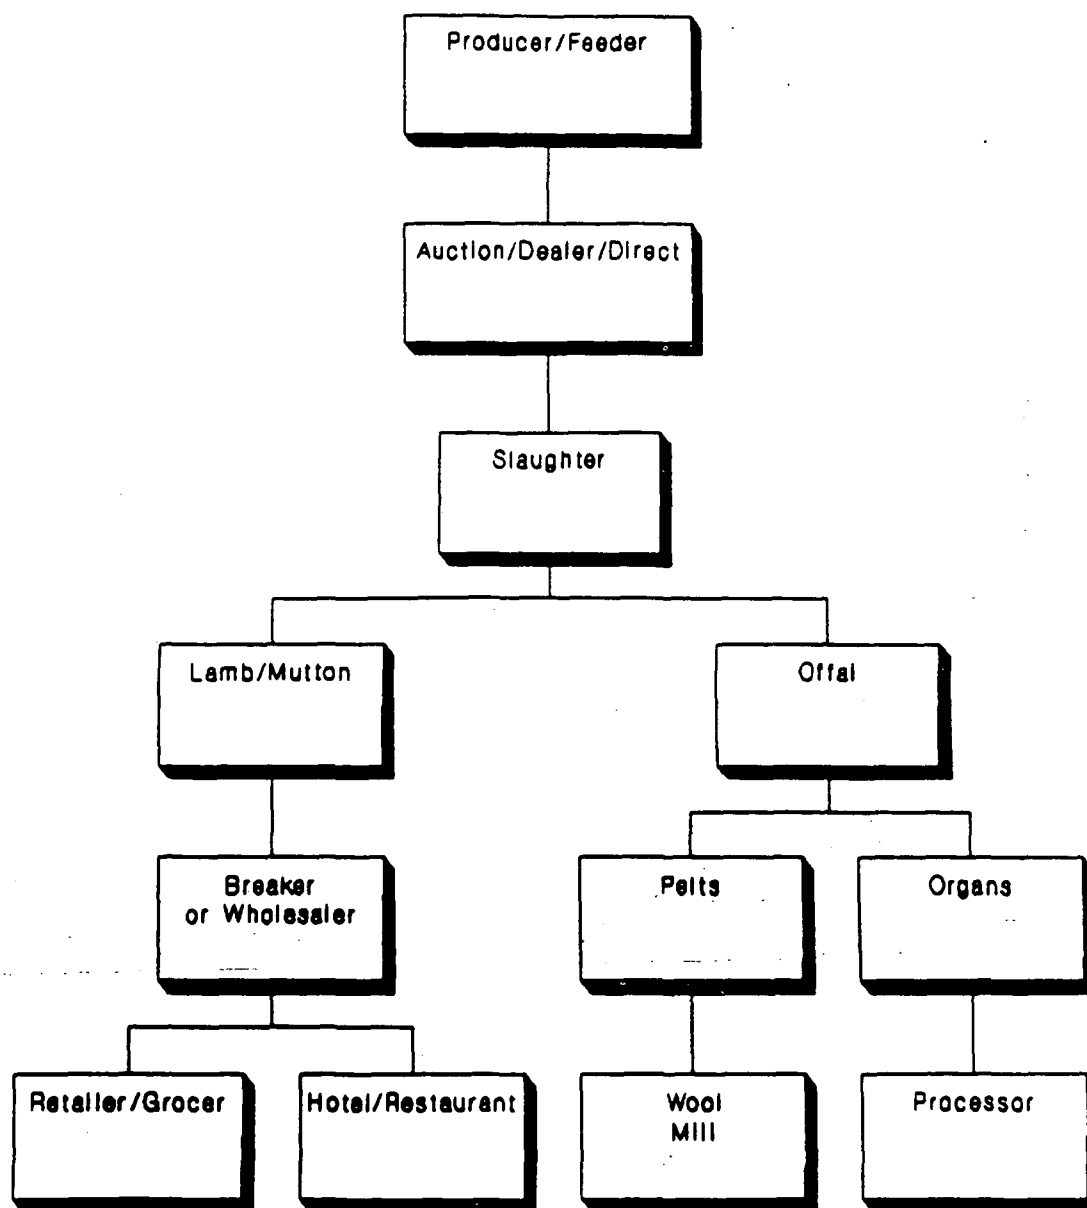 Producer/Feeder
Auction/Dealer/Direct
Slaughter
Lamb/Mutton
Offal
Breaker
or Wholesaler
Pelts
Organs
Retailer/Grocer
Hotel/Restaurant
Wool
Mill
Processor